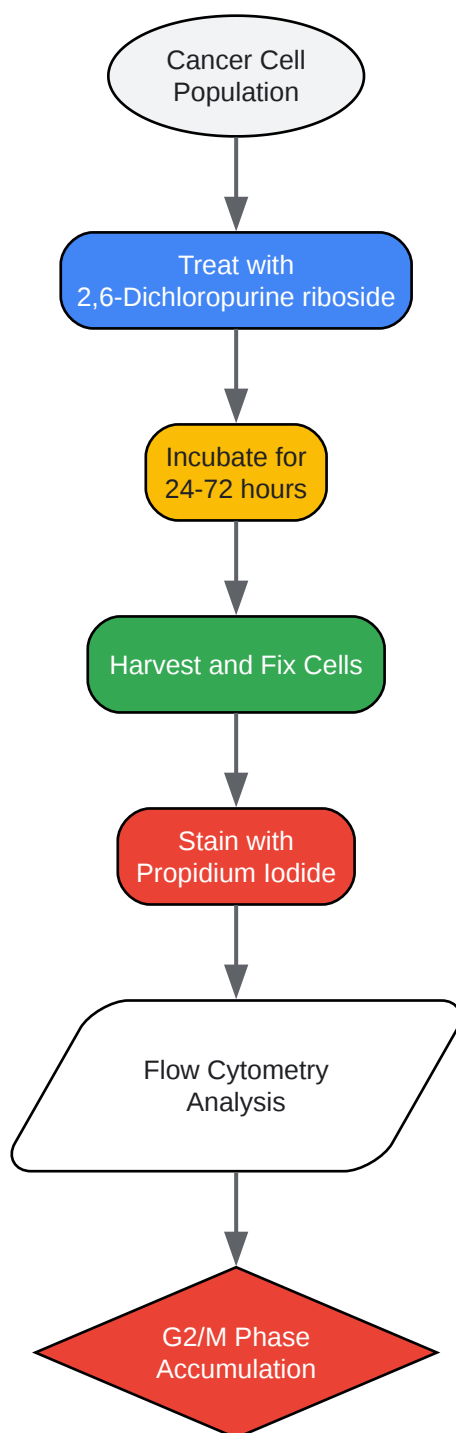 Cancer Cell
Population
Treat with
2,6-Dichloropurine riboside
Incubate for
24-72 hours
Harvest and Fix Cells
Stain with
Propidium Iodide
Flow Cytometry
Analysis
G2/M Phase
Accumulation